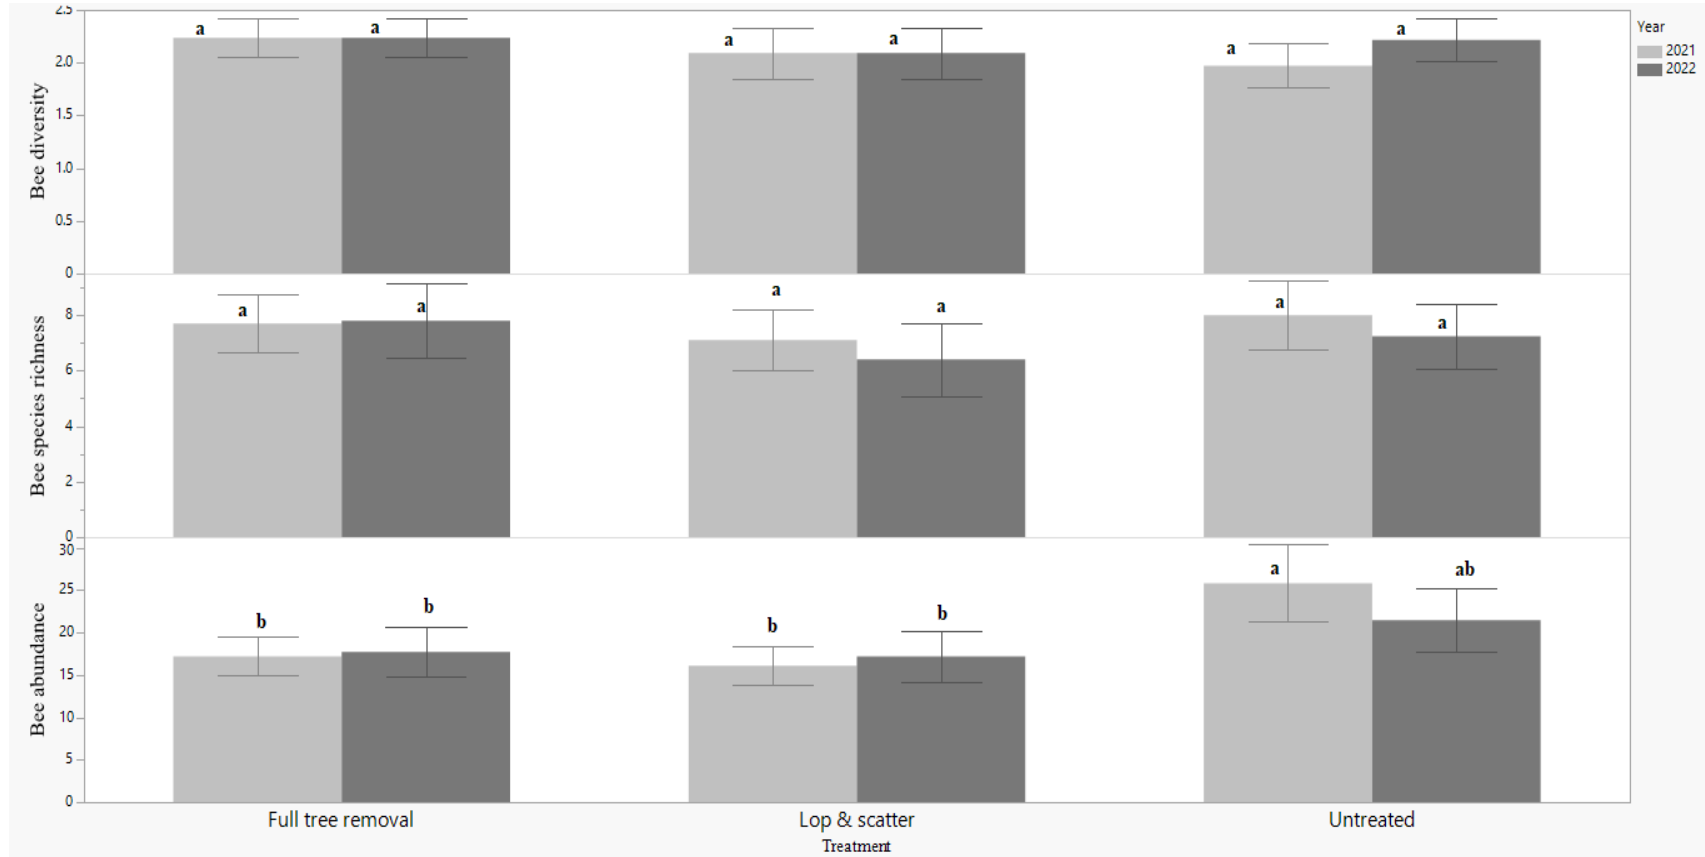 2.5
a a a a a a
Year
2021
2022
2.0
Bee diversity
1.5
1.0
0.5
0
a a a a a a
8
6
Bee species richness
4
2
0
30
a ab
25
b b b b
20
Bee abundance
15
10
5
0
Full tree removal Lop & scatter Untreated
Treatment